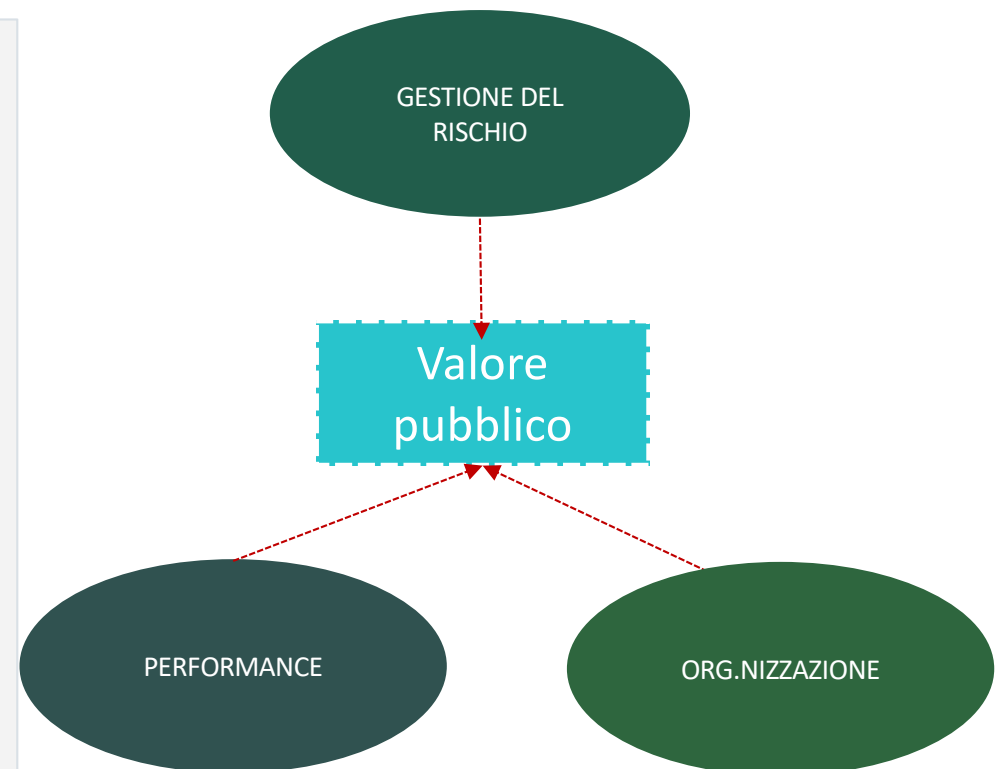 GESTIONE DEL
RISCHIO
Valore
pubblico
PERFORMANCE
ORG.NIZZAZIONE